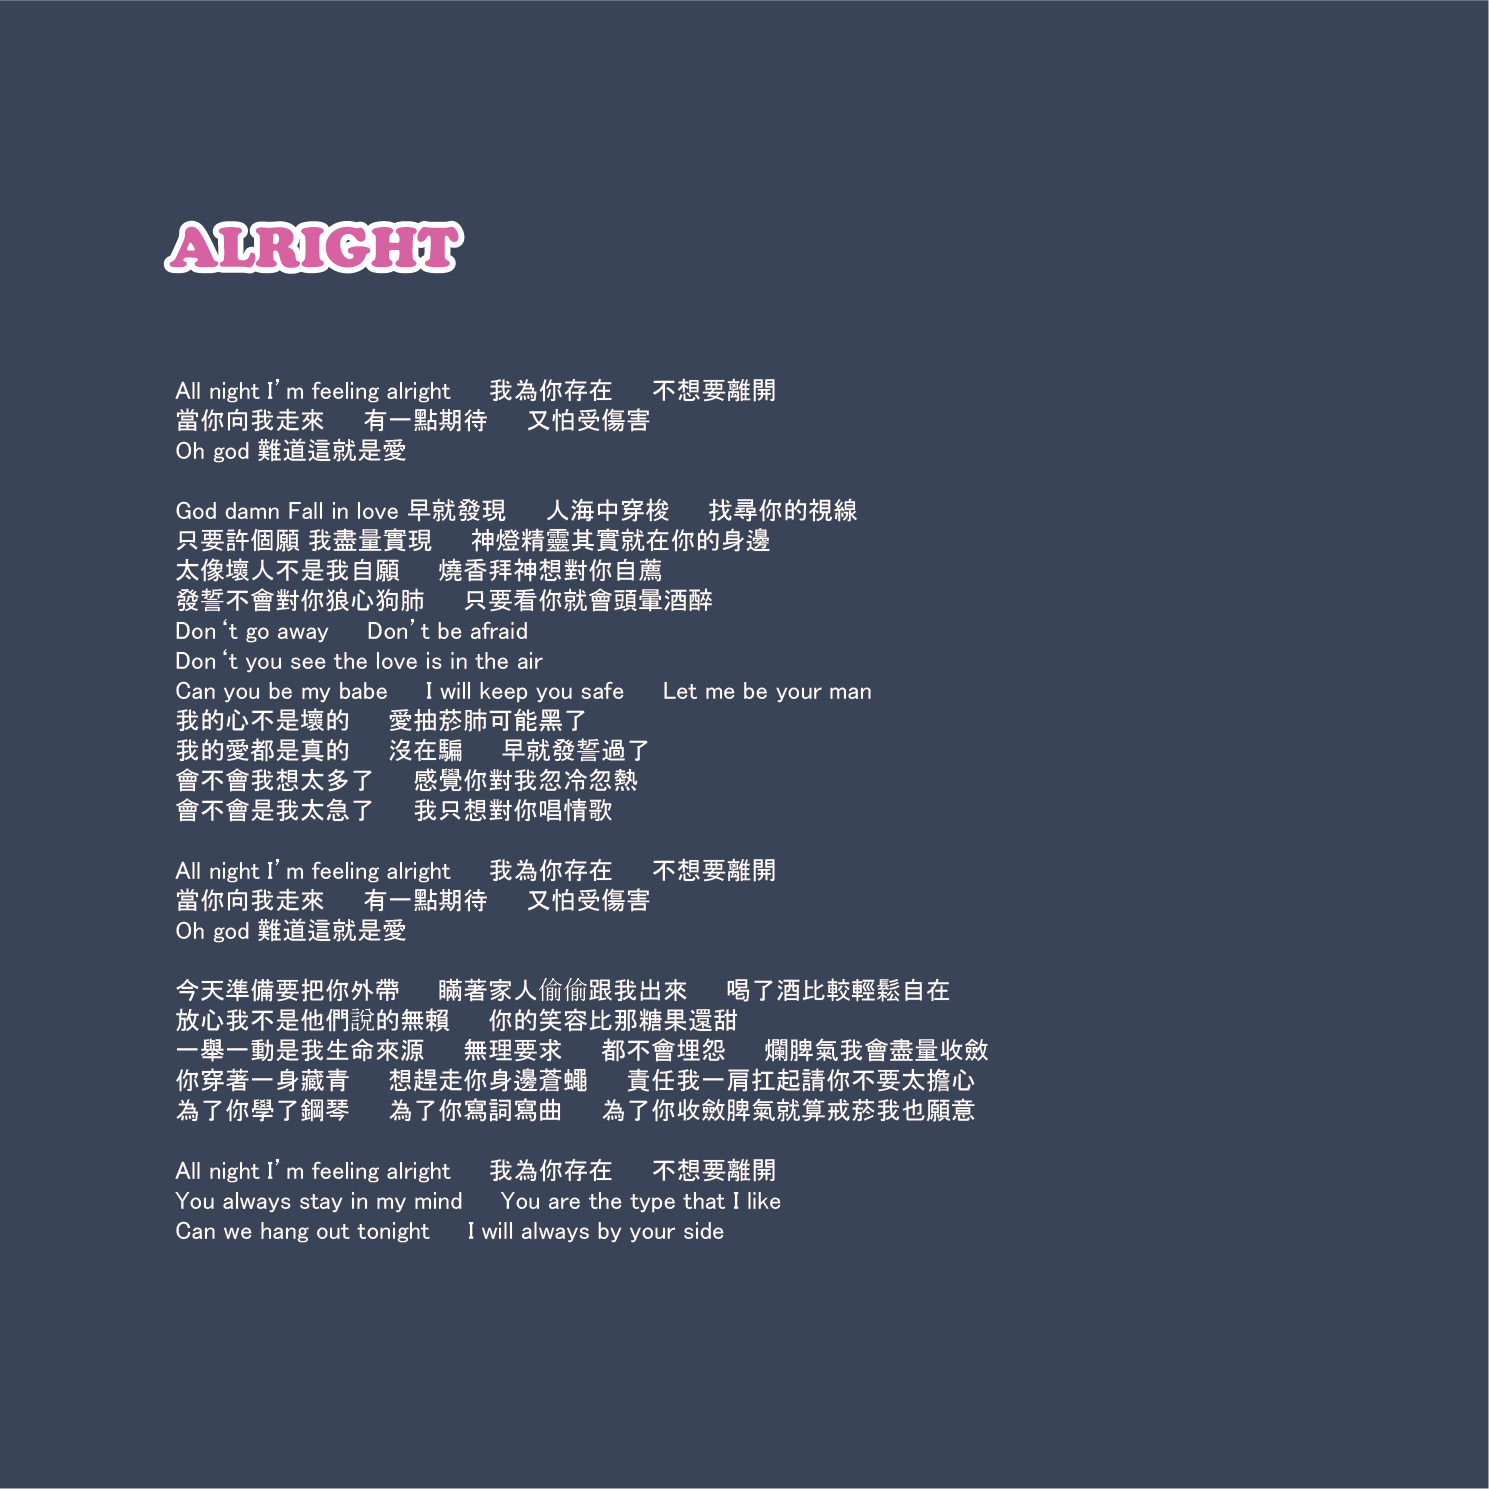 ALRIGHT
All night I’m feeling alright 我為你存在 不想要離開
當你向我走來 有一點期待 又怕受傷害
Oh god 難道這就是愛
God damn Fall in love 早就發現 人海中穿梭 找尋你的視線
只要許個願 我盡量實現 神燈精靈其實就在你的身邊
太像壞人不是我自願 燒香拜神想對你自薦
發誓不會對你狼心狗肺 只要看你就會頭暈酒醉
Don‘t go away Don’t be afraid
Don‘t you see the love is in the air
Can you be my babe I will keep you safe Let me be your man
我的心不是壞的 愛抽菸肺可能黑了
我的愛都是真的 沒在騙 早就發誓過了
會不會我想太多了 感覺你對我忽冷忽熱
會不會是我太急了 我只想對你唱情歌
All night I’m feeling alright 我為你存在 不想要離開
當你向我走來 有一點期待 又怕受傷害
Oh god 難道這就是愛
今天準備要把你外帶 瞞著家人偷偷跟我出來 喝了酒比較輕鬆自在
放心我不是他們說的無賴 你的笑容比那糖果還甜
一舉一動是我生命來源 無理要求 都不會埋怨 爛脾氣我會盡量收斂
你穿著一身藏青 想趕走你身邊蒼蠅 責任我一肩扛起請你不要太擔心
為了你學了鋼琴 為了你寫詞寫曲 為了你收斂脾氣就算戒菸我也願意
All night I’m feeling alright 我為你存在 不想要離開
You always stay in my mind You are the type that I like
Can we hang out tonight I will always by your side